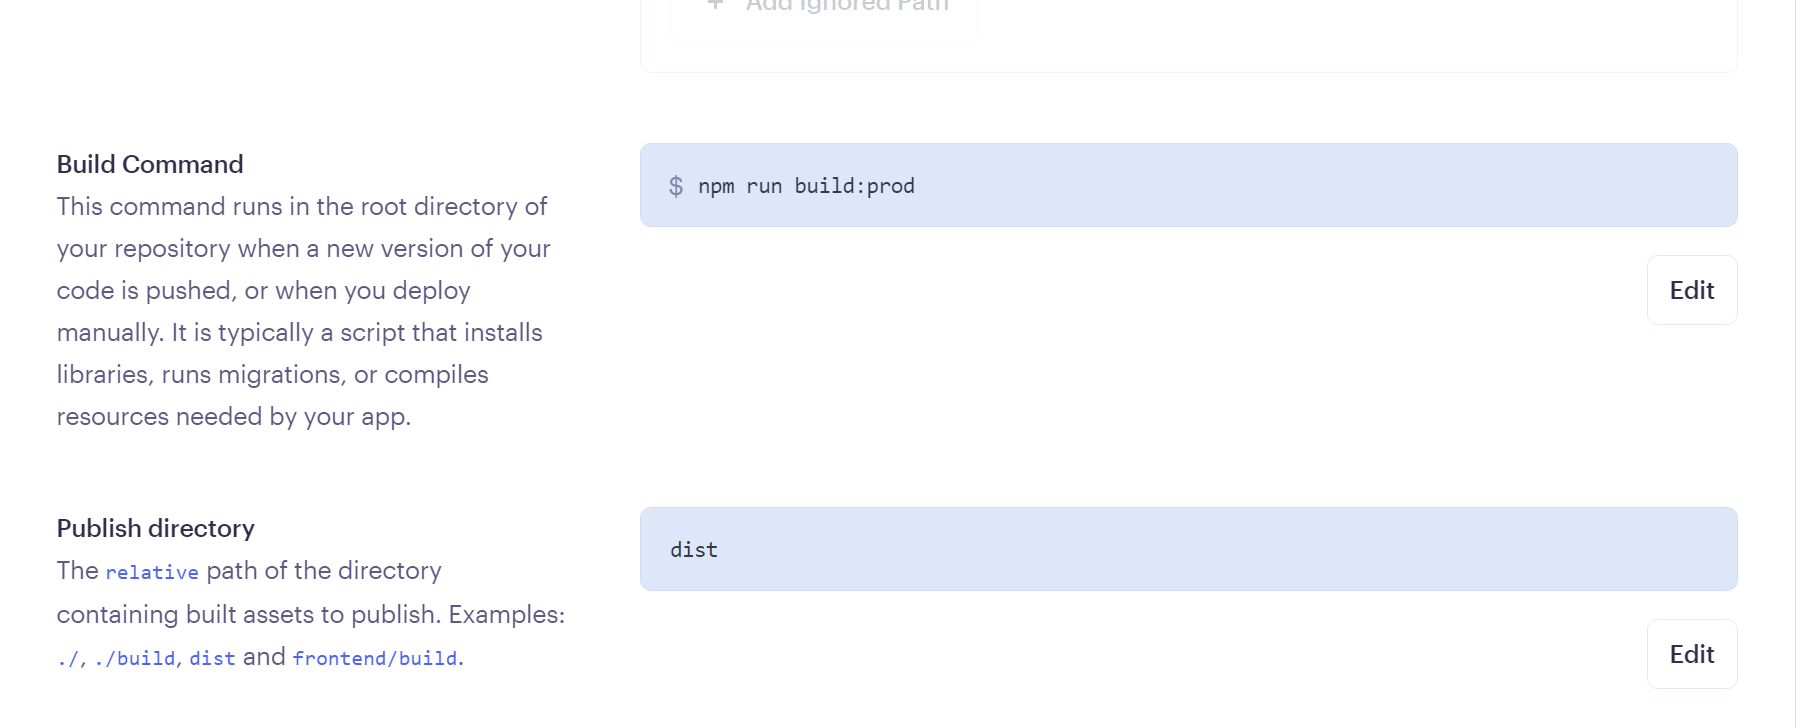 + Add Ignored Path
Build Command
This command runs in the root directory of
your repository when a new version of your
code is pushed, or when you deploy
manually. It is typically a script that installs
libraries, runs migrations, or compiles
resources needed by your app.
$ npm run build:prod
Edit
Publish directory
The relative path of the directory
containing built assets to publish. Examples:
./, ./build, dist and frontend/build.
dist
Edit